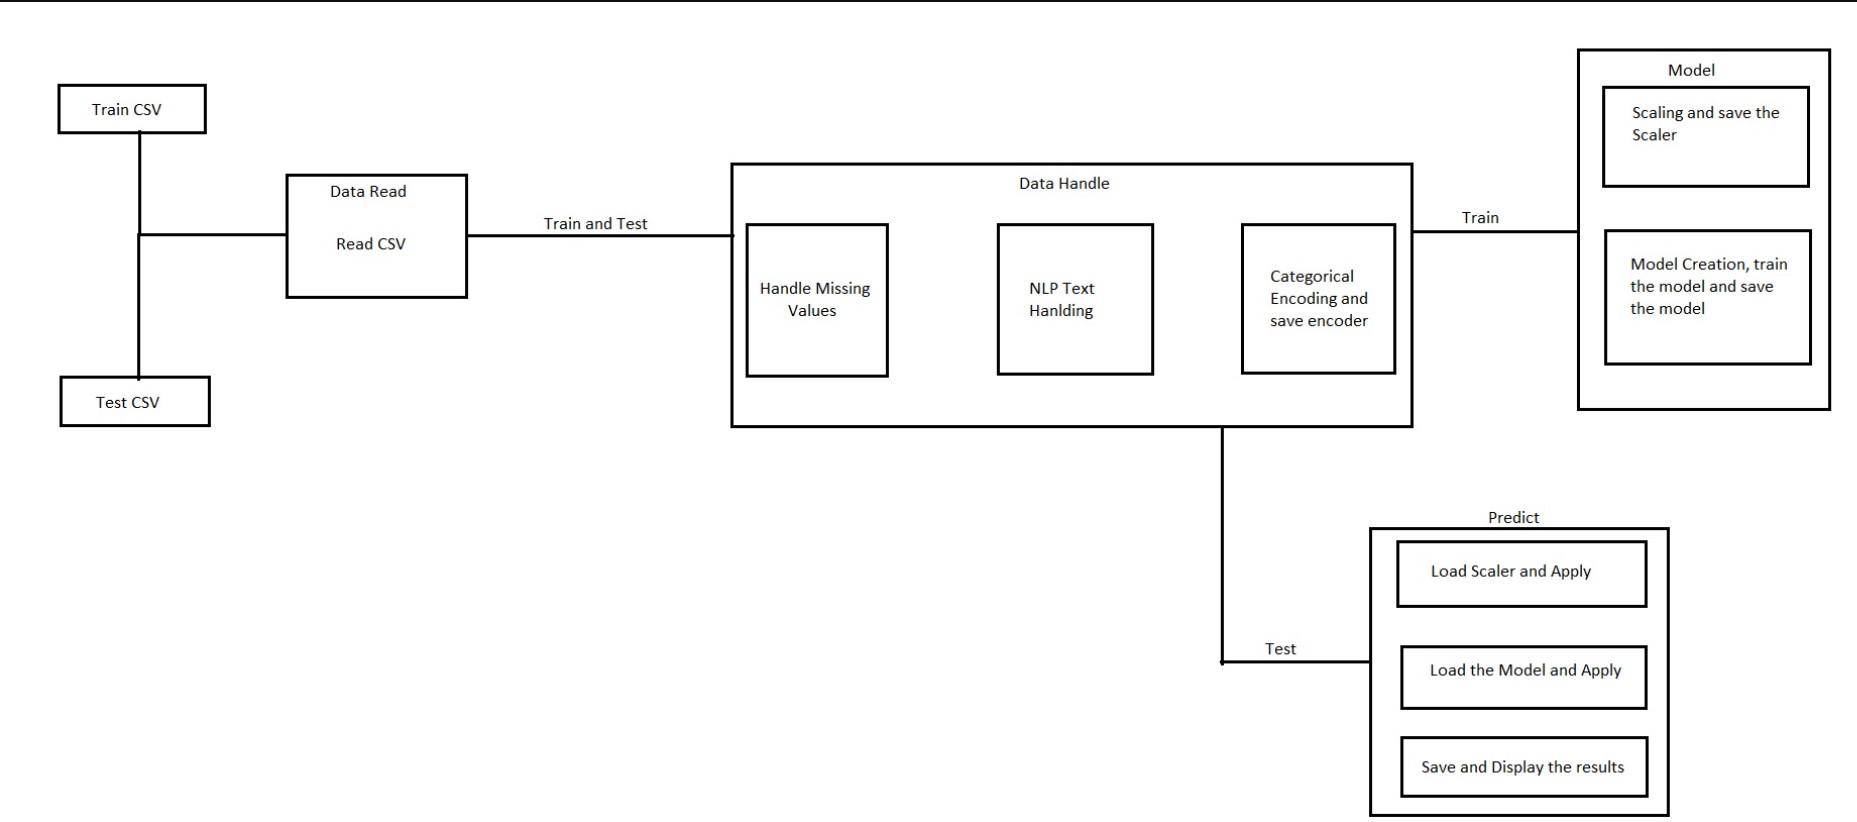 Train CSV
Test CSV
Data Read
Read CSV
Train and Test
Data Handle
Handle Missing
Values
NLP Text
Hanlding
Categorical
Encoding and
save encoder
Train
Model
Scaling and save the
Scaler
Model Creation, train
the model and save
the model
Test
Predict
Load Scaler and Apply
Load the Model and Apply
Save and Display the results